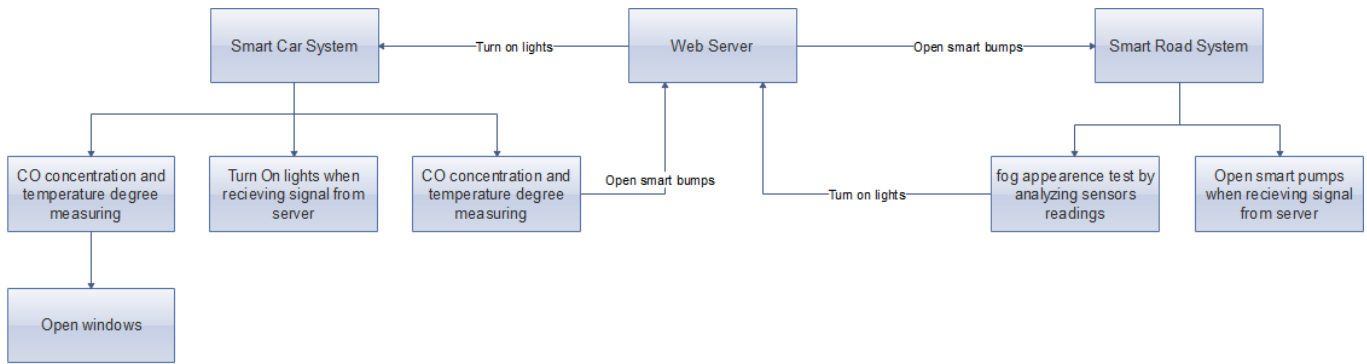 Smart Car System
Turn on lights
Web Server
Open smart bumps
Smart Road System
CO concentration and
temperature degree
measuring
Turn On lights when
recieving signal from
server
CO concentration and
temperature degree
measuring
Open smart bumps
Turn on lights
fog appearence test by
analyzing sensors
readings
Open smart pumps
when recieving signal
from server
Open windows